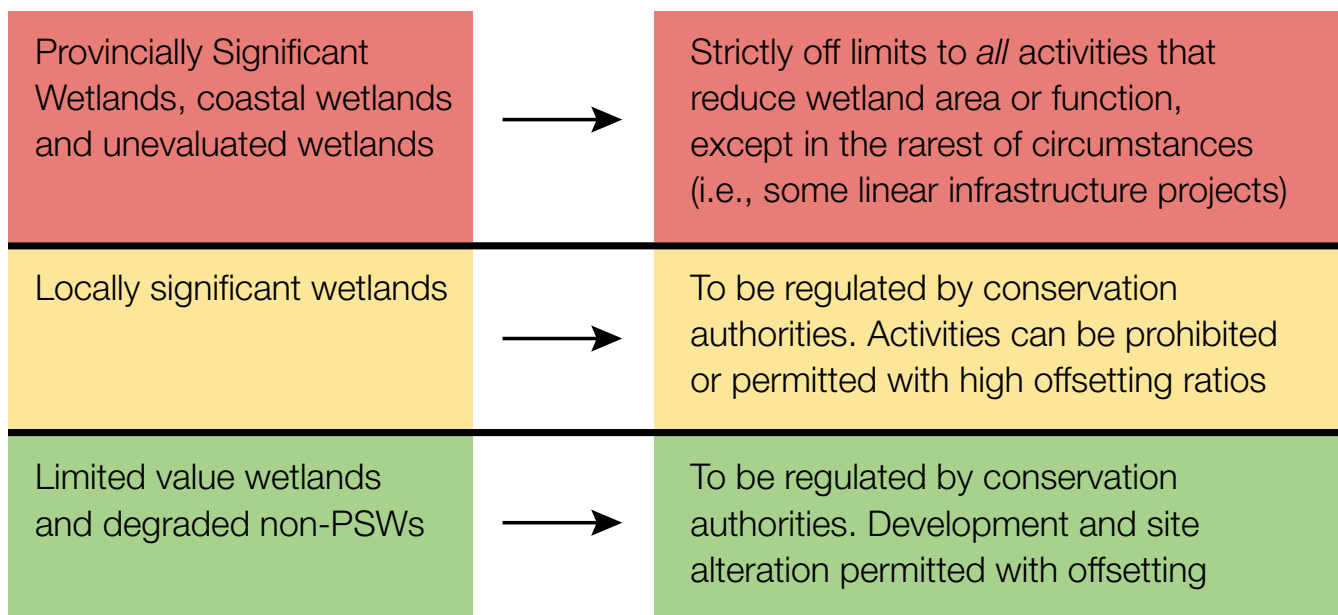 Provincially Significant
Wetlands, coastal wetlands
and unevaluated wetlands
Strictly off limits to all activities that
reduce wetland area or function,
except in the rarest of circumstances
(i.e., some linear infrastructure projects)
Locally significant wetlands
To be regulated by conservation
authorities. Activities can be prohibited
or permitted with high offsetting ratios
Limited value wetlands
and degraded non-PSWs
To be regulated by conservation
authorities. Development and site
alteration permitted with offsetting